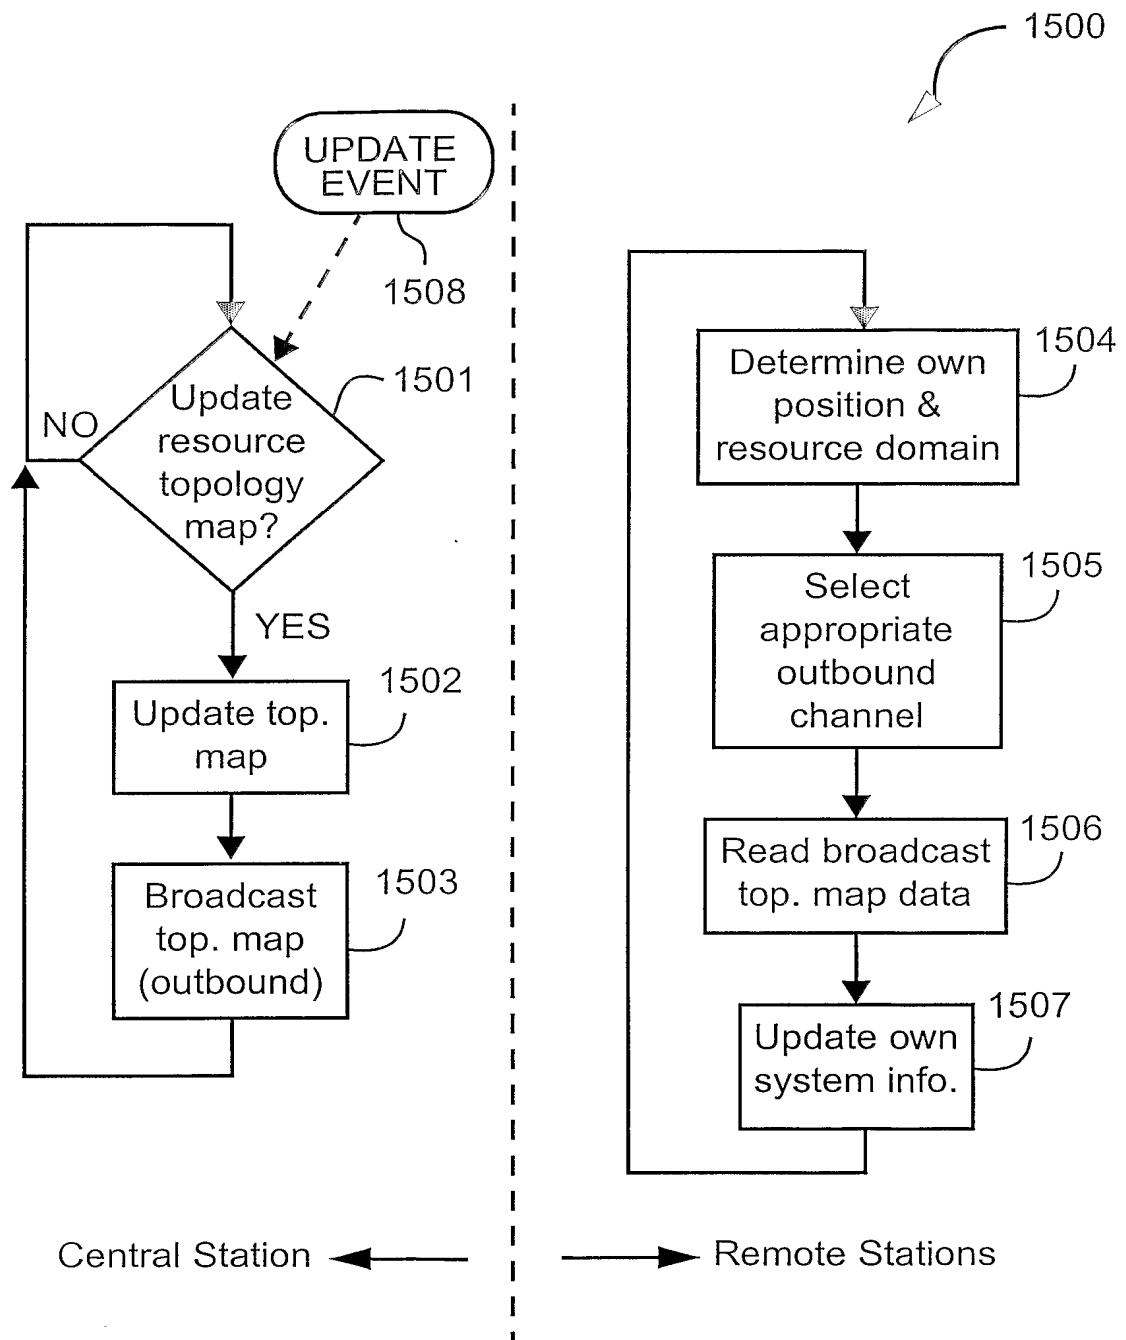 1500
UPDATE
EVENT
1508
1501
NO
Update
resource
topology
map?
YES
1502
Update top.
map
1503
Broadcast
top. map
(outbound)
1504
Determine own
position &
resource domain
1505
Select
appropriate
outbound
channel
1506
Read broadcast
top. map data
1507
Update own
system info.
Central Station
Remote Stations